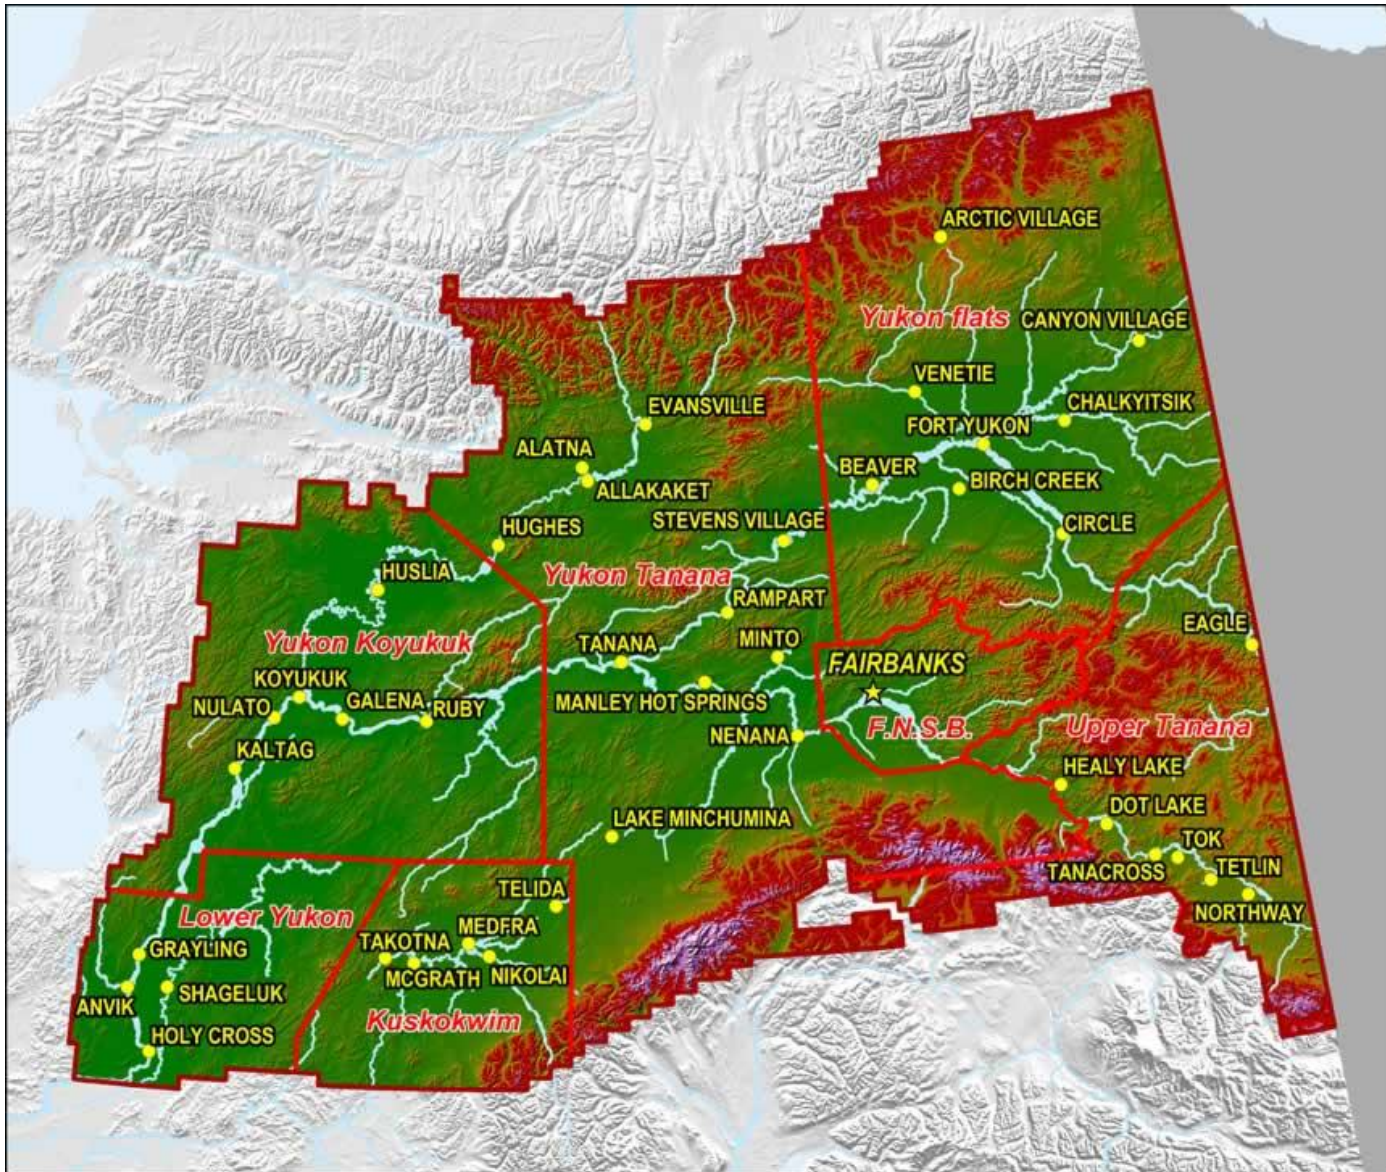 ARCTIC VILLAGE
Yukon flats
CANYON VILLAGE
VENETIE
EVANSVILLE
CHALKYITSIK
FORT YUKON
ALATNA
BEAVER
BIRCH CREEK
ALLAKAKET
STEVENS VILLAGE
CIRCLE
HUGHES
HUSLIA
Yukon Tanana
RAMPART
EAGLE
Yukon Koyukuk
TANANA
MINTO
FAIRBANKS
KOYUKUK
GALENA
RUBY
NULATO
MANLEY HOT SPRINGS
F.N.S.B.
Upper Tanana
NENANA
KALTAG
HEALY LAKE
DOT LAKE
LAKE MINCHUMINA
TOK
TANACROSS
TETLIN
TELIDA
NORTHWAY
Lower Yukon
MEDFRA
GRAYLING
TAKOTNA
MCGRATH
NIKOLAI
ANVIK
SHAGELUK
Kuskokwim
HOLY CROSS